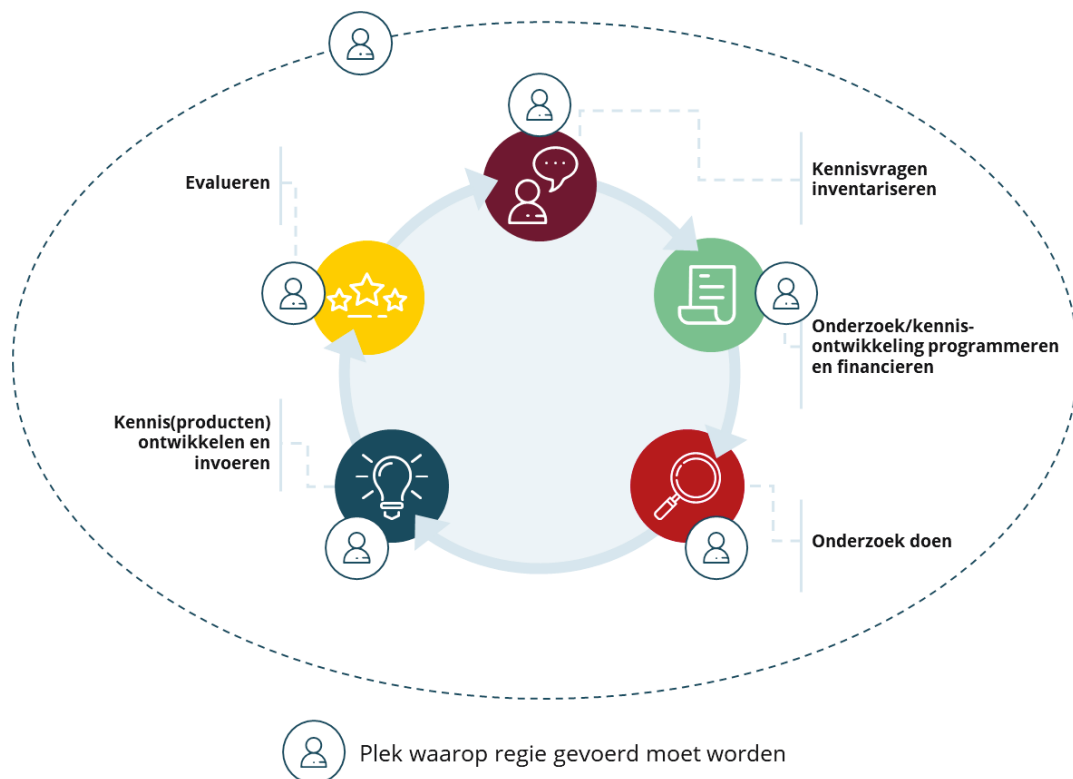 Kennisvragen
inventariseren
Onderzoek/kennis-
ontwikkeling programmeren
en financieren
Onderzoek doen
Kennis(producten)
ontwikkelen en
invoeren
Evalueren
Plek waarop regie gevoerd moet worden